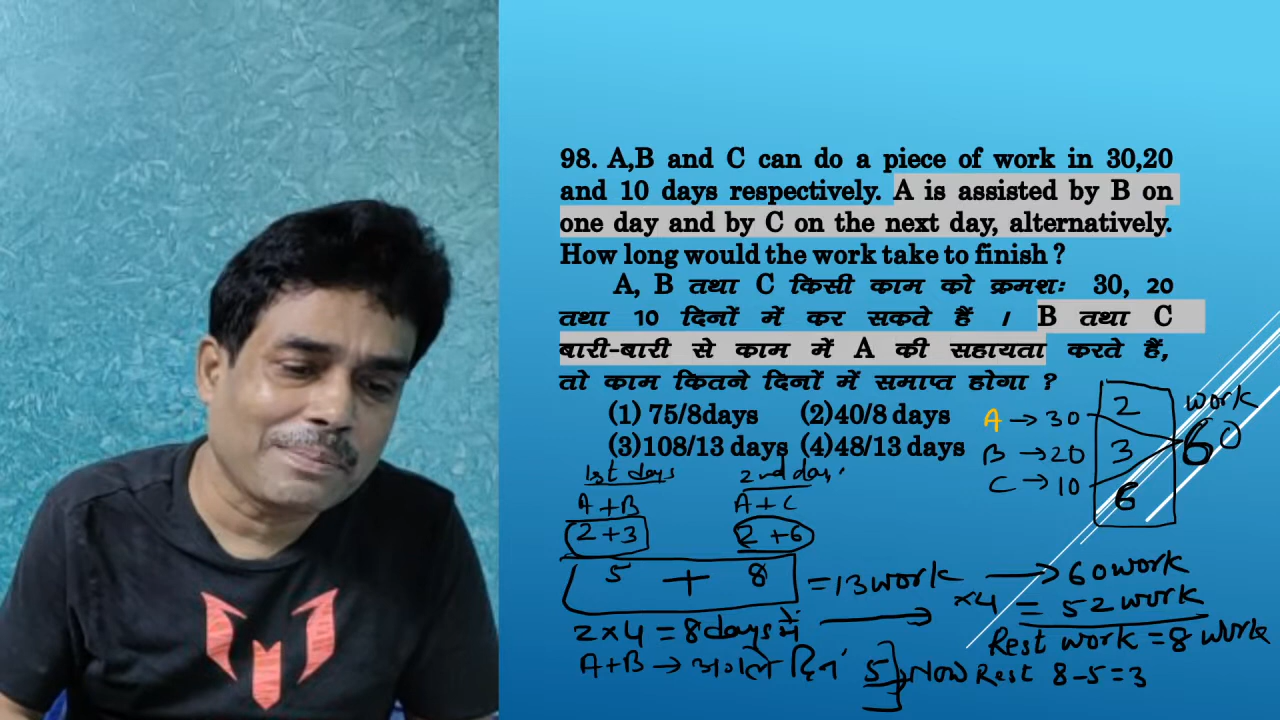 98. A,B and C can do a piece of work in 30,20
and 10 days respectively. A is assisted by B on
one day and by C on the next day, alternatively.
How long would the work take to finish ?
A, B तथा C किसी काम को क्रमशः 30, 20
तथा 10 दिनों में कर सकते हैं । B तथा C
बारी-बारी से काम में A की सहायता करते हैं,
तो काम कितने दिनों में समाप्त होगा ?
(1) 75/8days (2)40/8 days
(3)108/13 days (4)48/13 days
A → 30 2 work
B → 20 3 60
C → 10 6
1st days 2nd day
A+B A+C
2+3 2+6
5 + 8 = 13 work → 60 work
×4 = 52 work
2×4 = 8days में → Rest work = 8 work
A+B → अगले दिन 5 Now Rest 8-5=3